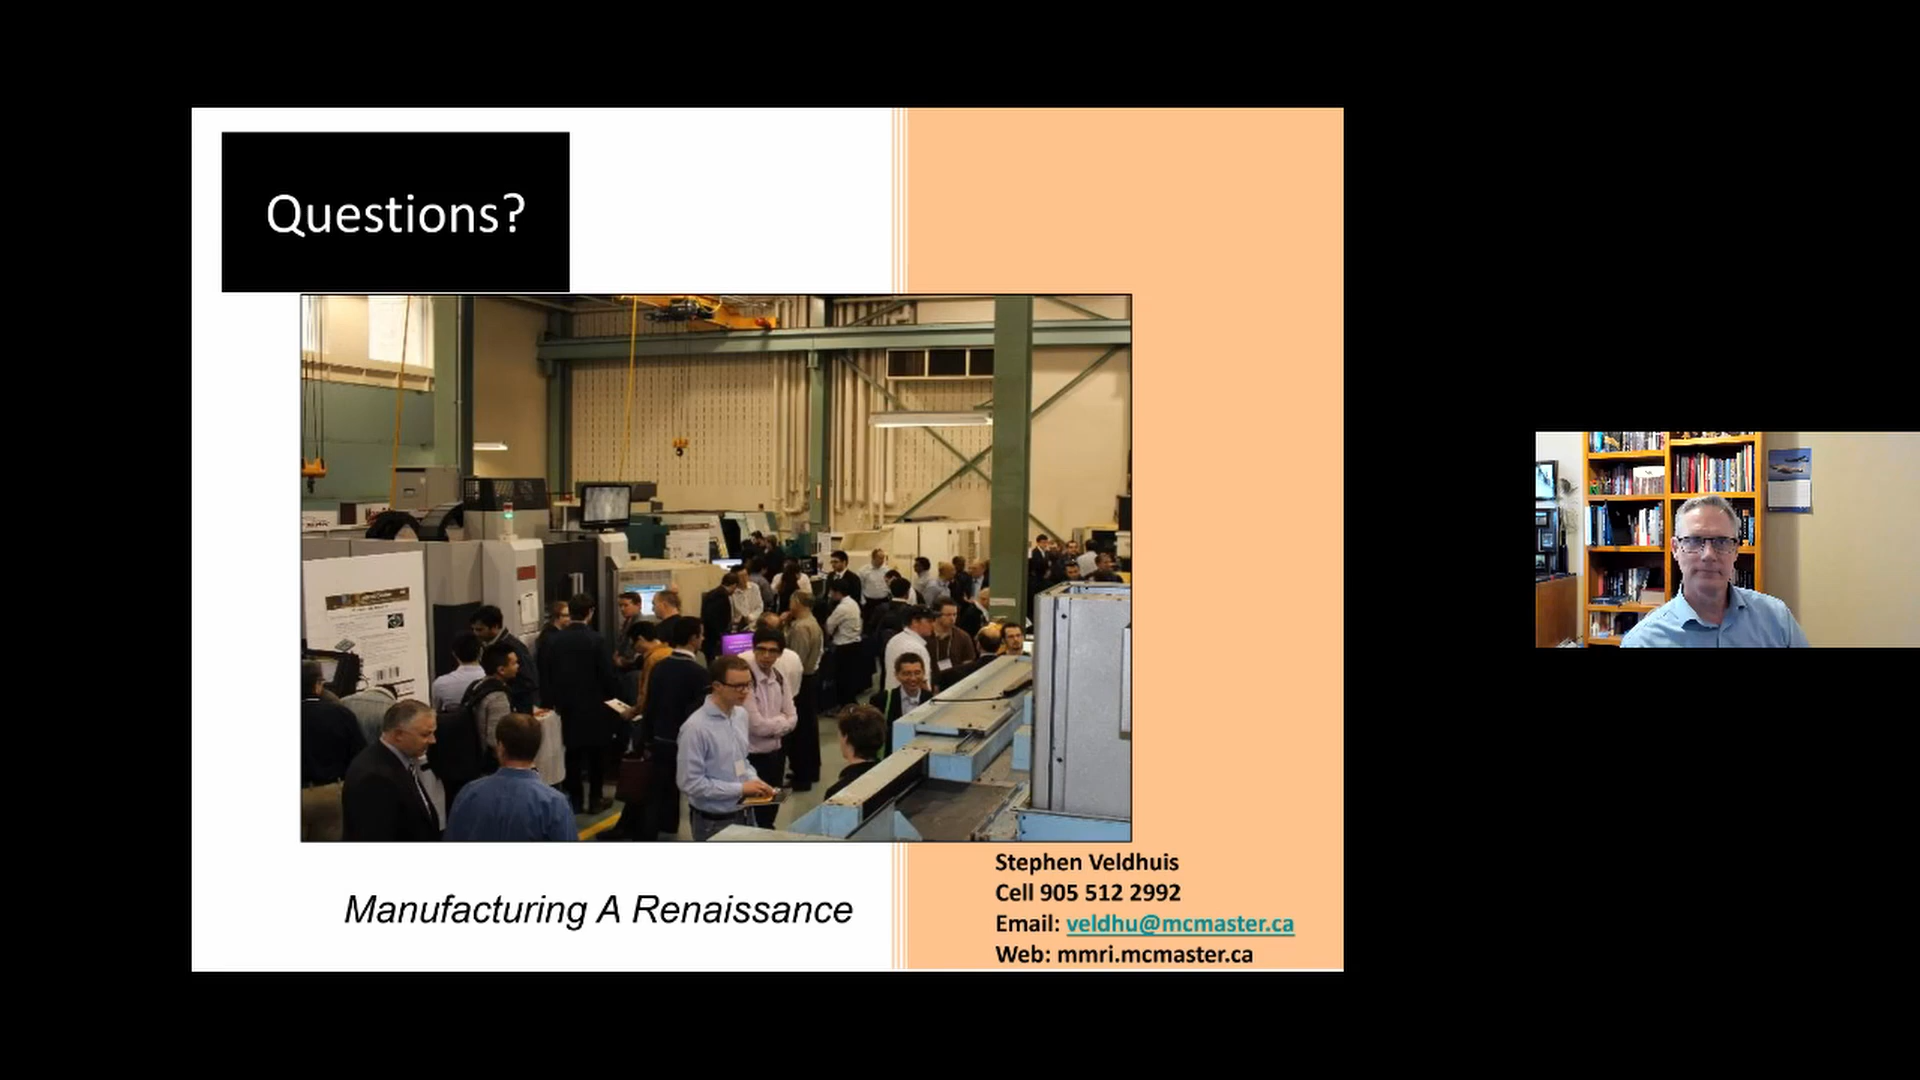 Questions?
Manufacturing A Renaissance
Stephen Veldhuis
Cell 905 512 2992
Email: veldhu@mcmaster.ca
Web: mmri.mcmaster.ca